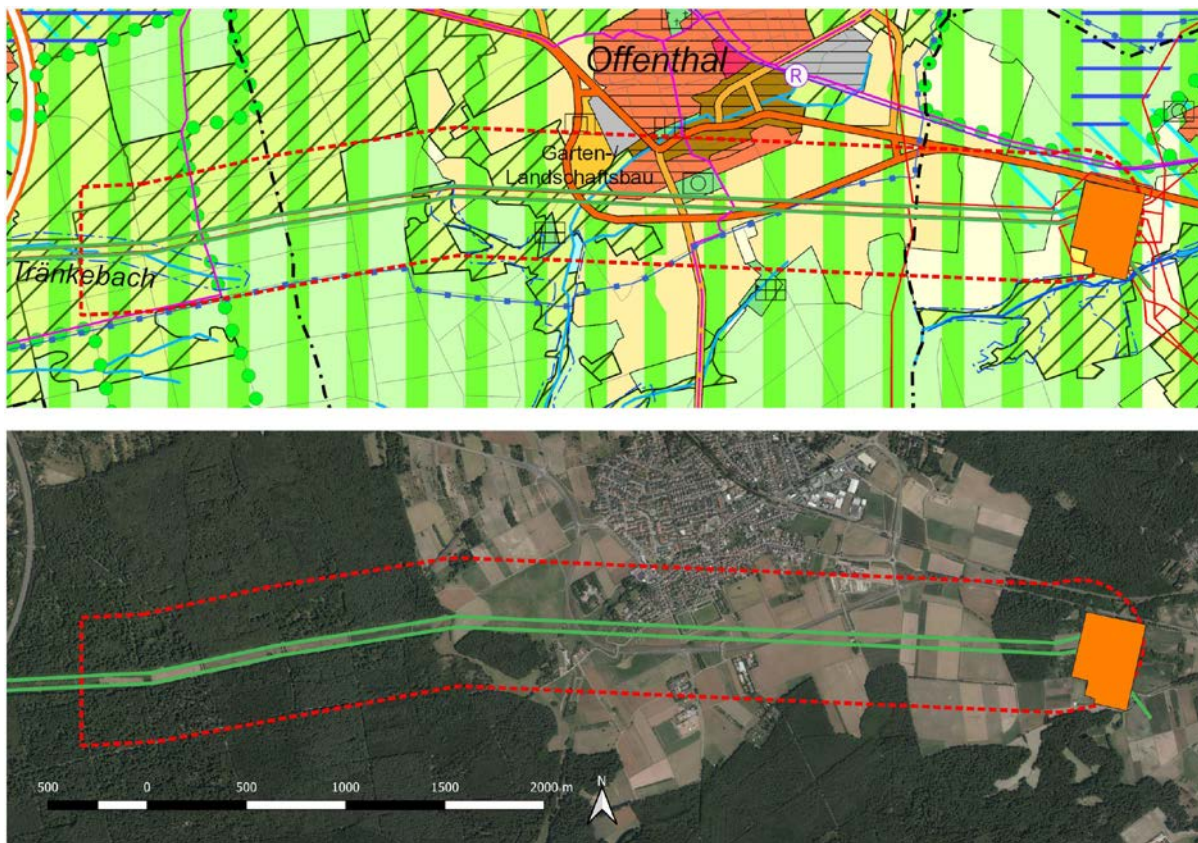 Offenthal
R
Garten-/
Landschaftsbau
Tränkebach
500 0 500 1000 1500 2000 m
N